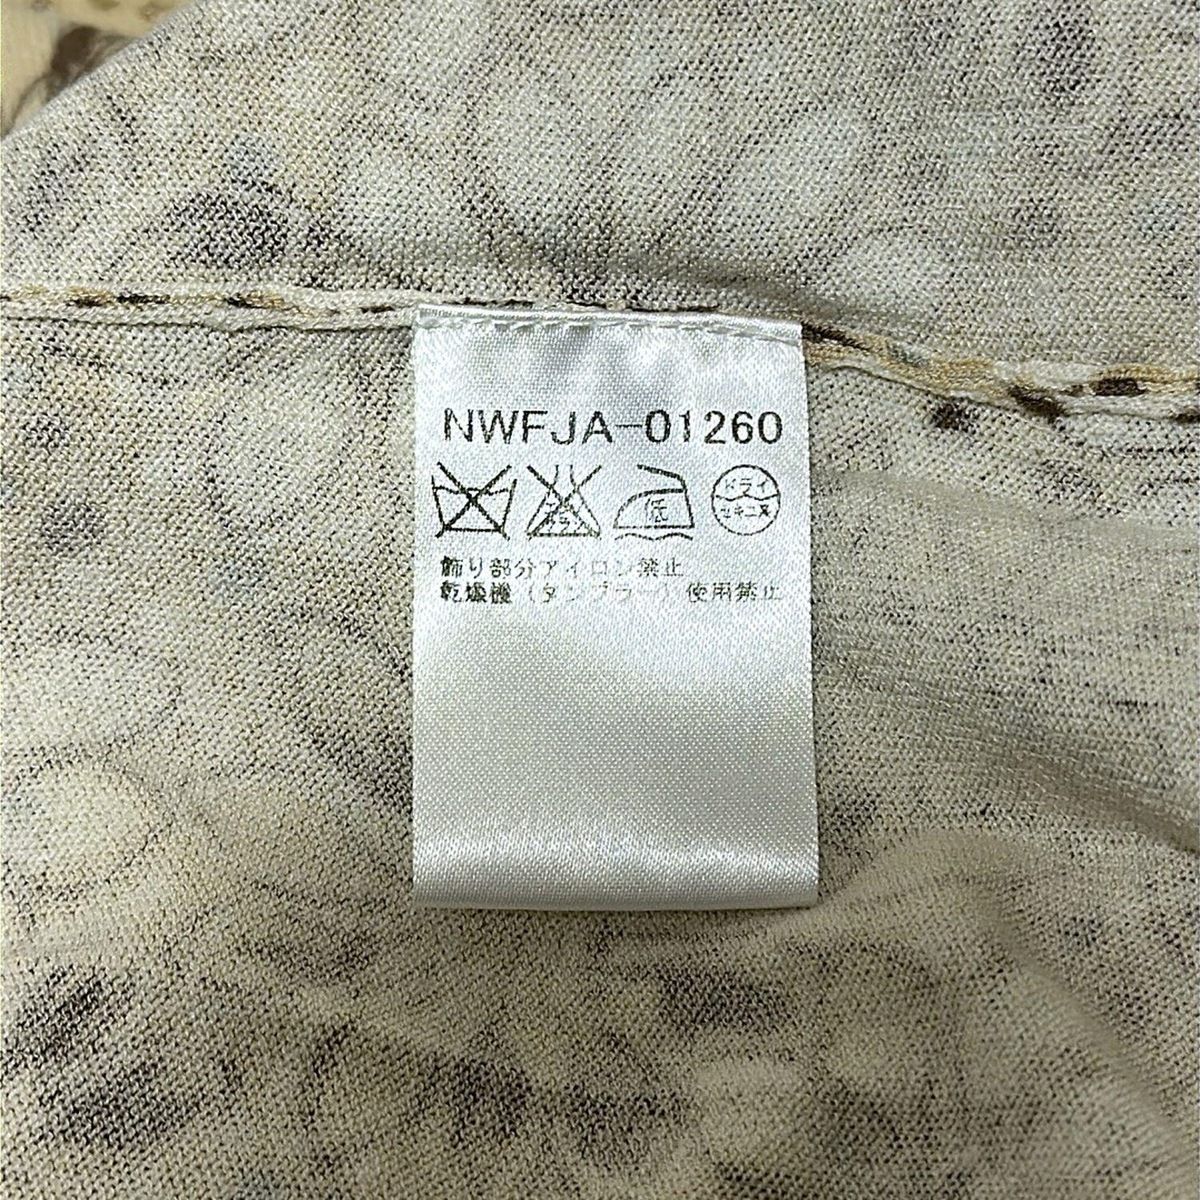 NWFJA-01260
低 ドライ
セキユ系
飾り部分アイロン禁止
乾燥機（タンブラー）使用禁止